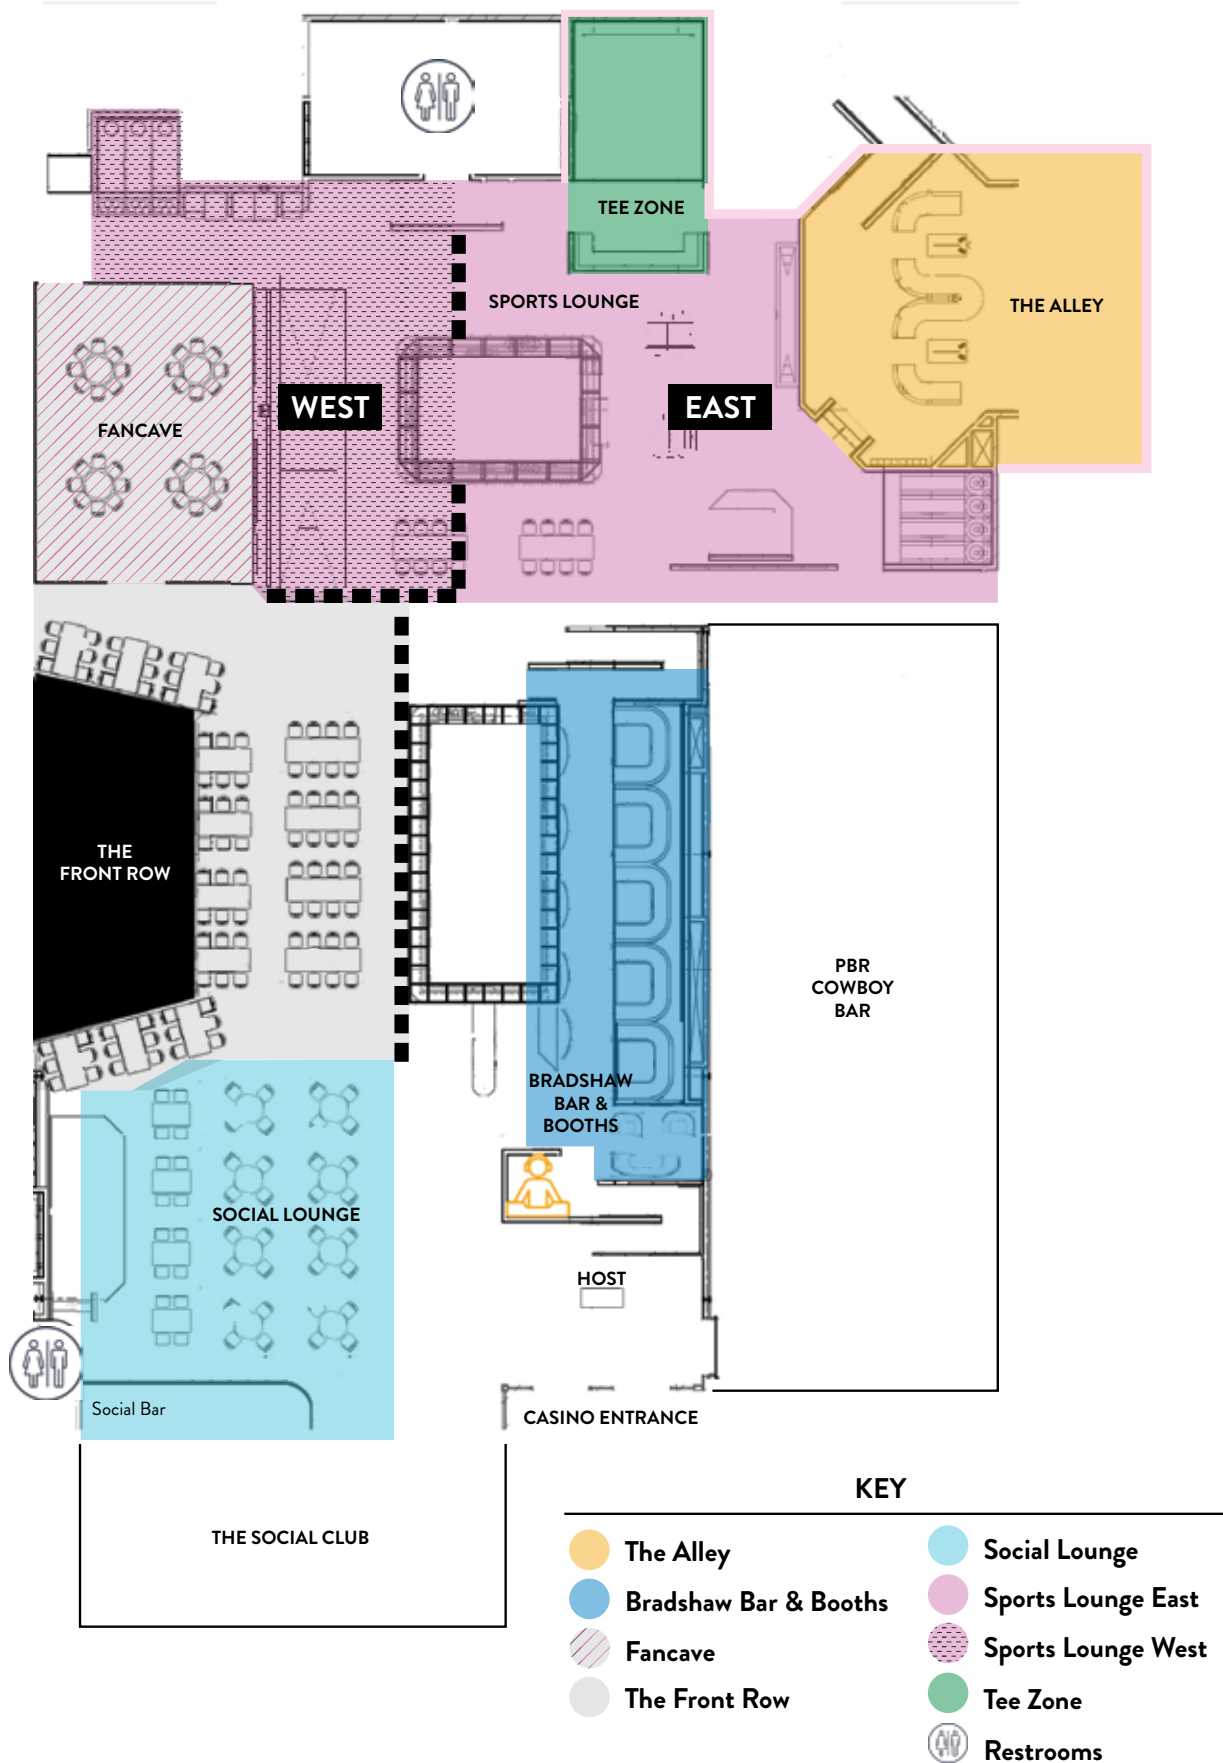 TEE ZONE
SPORTS LOUNGE
THE ALLEY
WEST
EAST
FANCAVE
THE
FRONT ROW
PBR
COWBOY
BAR
BRADSHAW
BAR &
BOOTHS
SOCIAL LOUNGE
HOST
Social Bar
CASINO ENTRANCE
THE SOCIAL CLUB
KEY
The Alley
Bradshaw Bar & Booths
Fancave
The Front Row
Social Lounge
Sports Lounge East
Sports Lounge West
Tee Zone
Restrooms